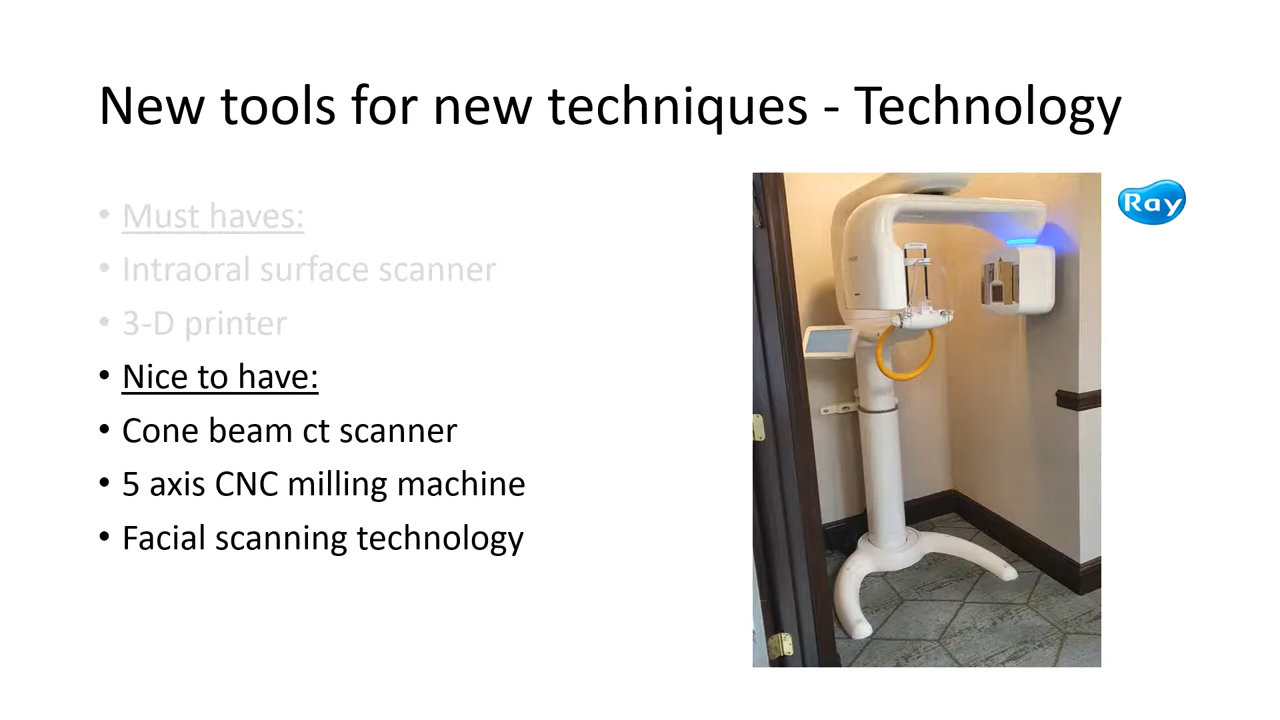 New tools for new techniques - Technology
• Must haves:
• Intraoral surface scanner
• 3-D printer
• Nice to have:
• Cone beam ct scanner
• 5 axis CNC milling machine
• Facial scanning technology
Ray